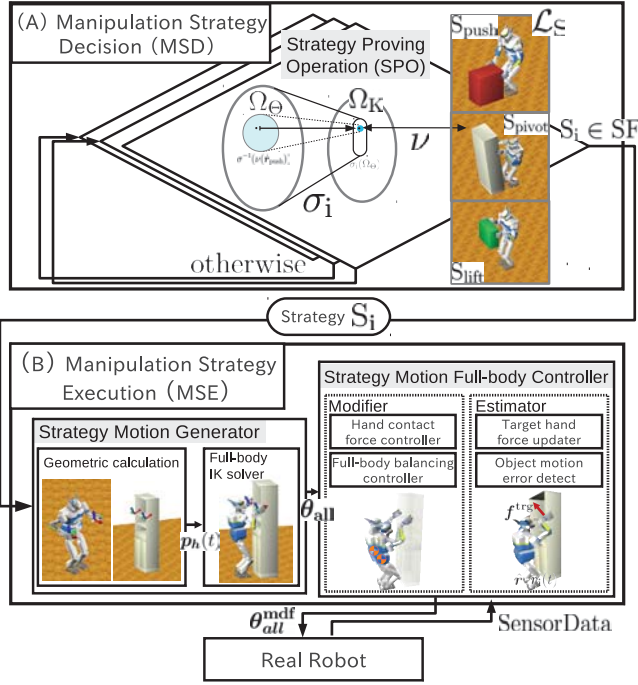 (A) Manipulation Strategy
Decision (MSD)
Strategy Proving
Operation (SPO)
Ω_Θ
Ω_K
σ_i
ν
S_push
ℒ_S
S_pivot
S_i ∈ SF
S_lift
otherwise
Strategy S_i
(B) Manipulation Strategy
Execution (MSE)
Strategy Motion Generator
Geometric calculation
Full-body
IK solver
p_h(t)
θ_all
Strategy Motion Full-body Controller
Modifier
Hand contact
force controller
Full-body balancing
controller
Estimator
Target hand
force updater
Object motion
error detect
f^trg
θ_all^mdf
SensorData
Real Robot